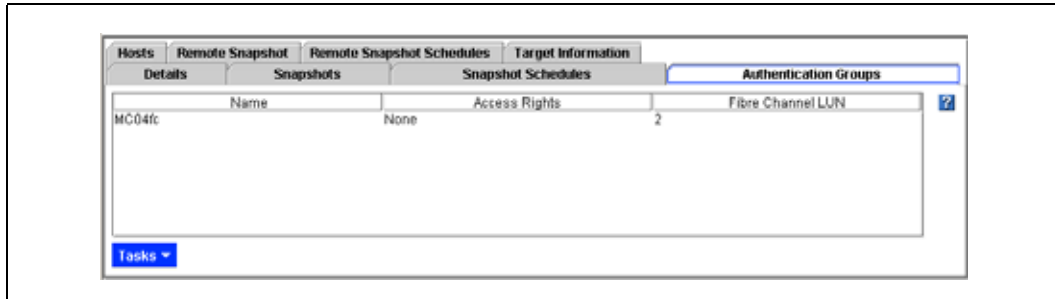 Hosts Remote Snapshot Remote Snapshot Schedules Target Information
Details Snapshots Snapshot Schedules Authentication Groups
Name Access Rights Fibre Channel LUN ?
MC04fc None 2
Tasks